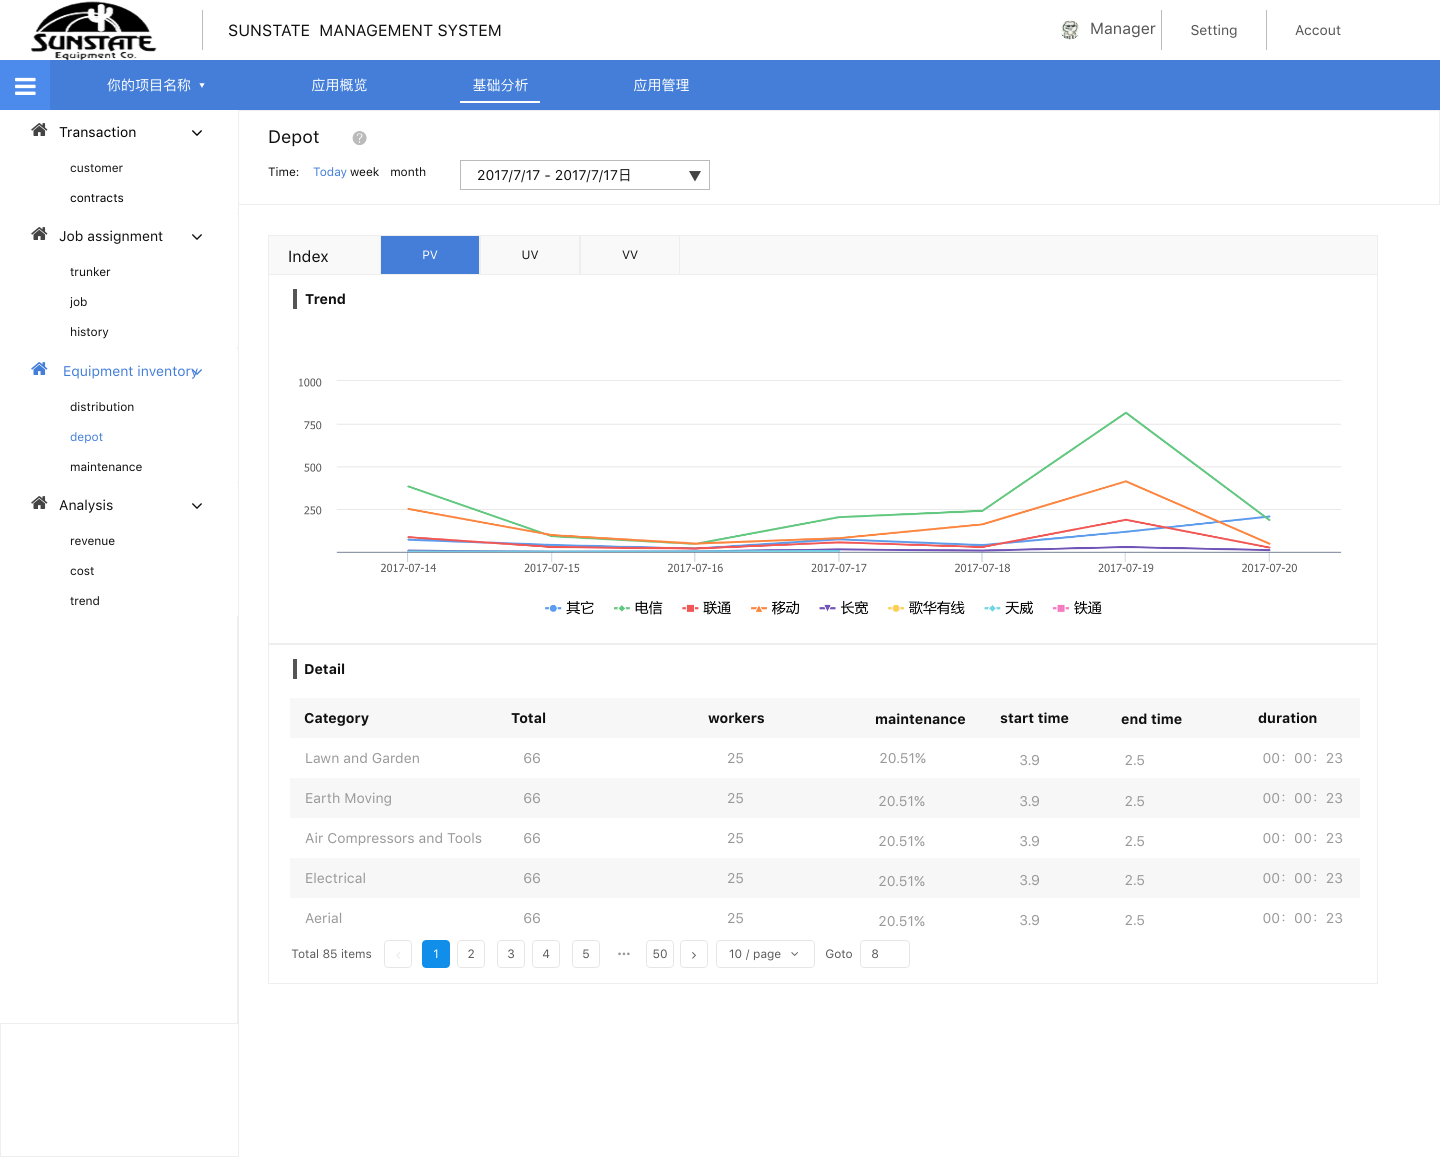 SUNSTATE
Equipment Co.
SUNSTATE  MANAGEMENT SYSTEM
Manager
Setting
Accout
你的项目名称 ▾
应用概览
基础分析
应用管理
Transaction
customer
contracts
Job assignment
trunker
job
history
Equipment inventory
distribution
depot
maintenance
Analysis
revenue
cost
trend
Depot ?
Time: Today week month 2017/7/17 - 2017/7/17日
Index PV UV VV
Trend
1000
750
500
250
2017-07-14 2017-07-15 2017-07-16 2017-07-17 2017-07-18 2017-07-19 2017-07-20
其它 电信 联通 移动 长宽 歌华有线 天威 铁通
Detail
Category Total workers maintenance start time end time duration
Lawn and Garden 66 25 20.51% 3.9 2.5 00: 00: 23
Earth Moving 66 25 20.51% 3.9 2.5 00: 00: 23
Air Compressors and Tools 66 25 20.51% 3.9 2.5 00: 00: 23
Electrical 66 25 20.51% 3.9 2.5 00: 00: 23
Aerial 66 25 20.51% 3.9 2.5 00: 00: 23
Total 85 items ‹ 1 2 3 4 5 ••• 50 › 10 / page Goto 8